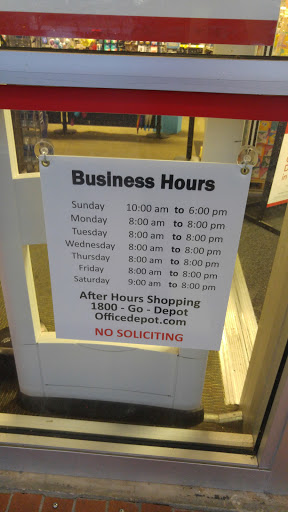 Business Hours
Sunday 10:00 am to 6:00 pm
Monday 8:00 am to 8:00 pm
Tuesday 8:00 am to 8:00 pm
Wednesday 8:00 am to 8:00 pm
Thursday 8:00 am to 8:00 pm
Friday 8:00 am to 8:00 pm
Saturday 9:00 am to 8:00 pm
After Hours Shopping
1800 - Go - Depot
Officedepot.com
NO SOLICITING